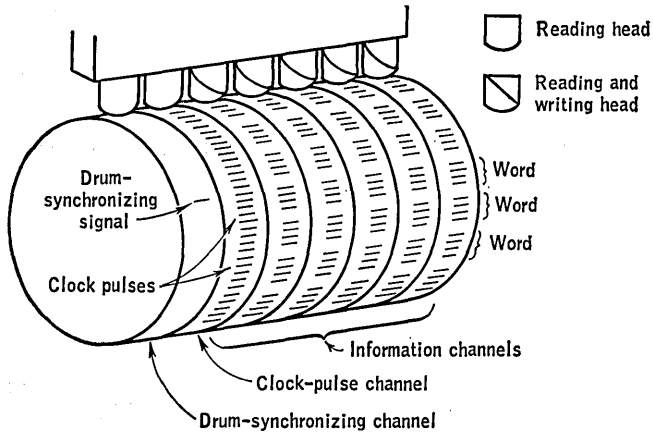 Reading head
Reading and
writing head
Drum-
synchronizing
signal
Word
Word
Word
Clock pulses
Information channels
Clock-pulse channel
Drum-synchronizing channel